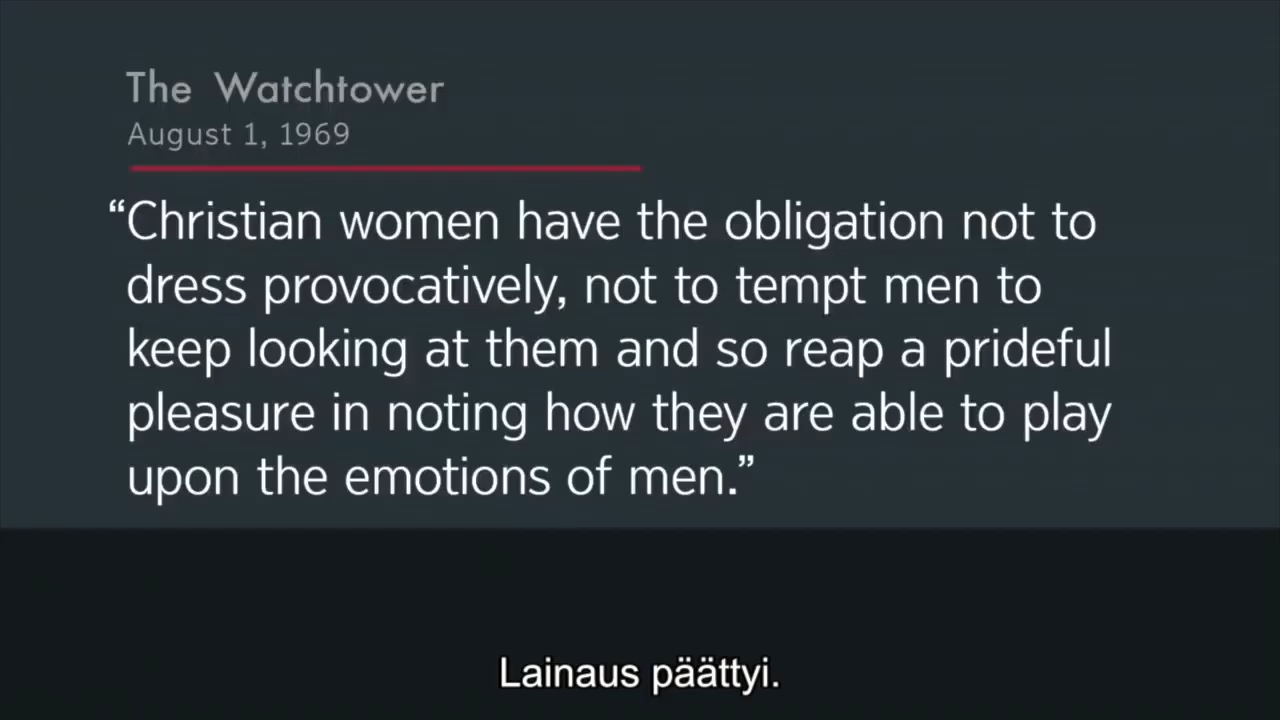 The Watchtower
August 1, 1969
“Christian women have the obligation not to
dress provocatively, not to tempt men to
keep looking at them and so reap a prideful
pleasure in noting how they are able to play
upon the emotions of men.”
Lainaus päättyi.